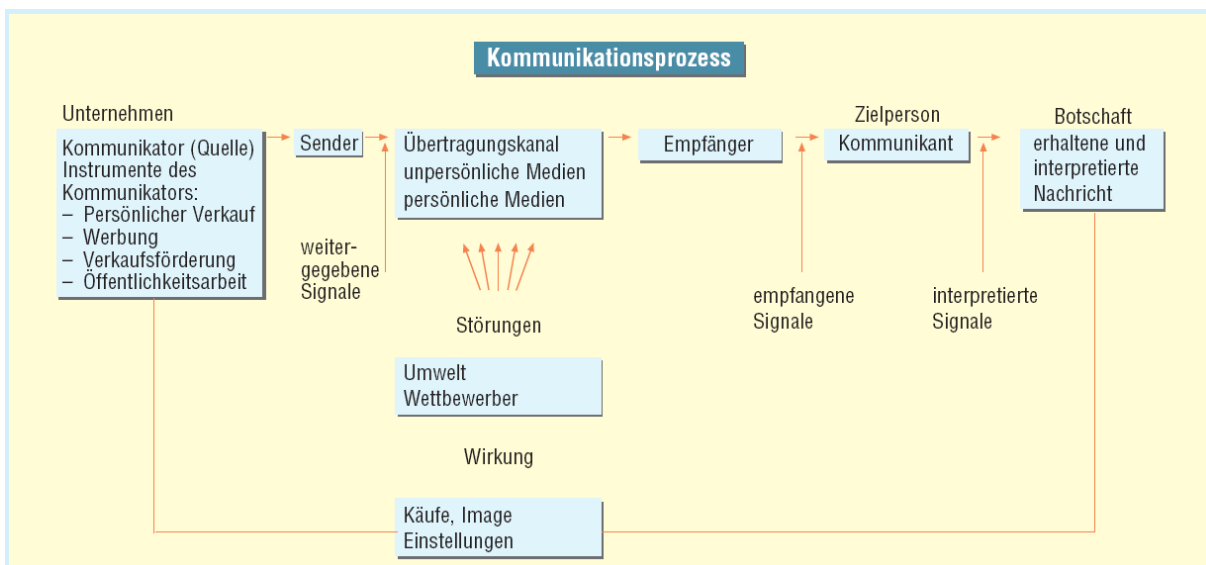 Kommunikationsprozess
Unternehmen
Kommunikator (Quelle)
Instrumente des
Kommunikators:
– Persönlicher Verkauf
– Werbung
– Verkaufsförderung
– Öffentlichkeitsarbeit
Sender
weiter-
gegebene
Signale
Übertragungskanal
unpersönliche Medien
persönliche Medien
Störungen
Umwelt
Wettbewerber
Wirkung
Käufe, Image
Einstellungen
Empfänger
empfangene
Signale
Zielperson
Kommunikant
interpretierte
Signale
Botschaft
erhaltene und
interpretierte
Nachricht